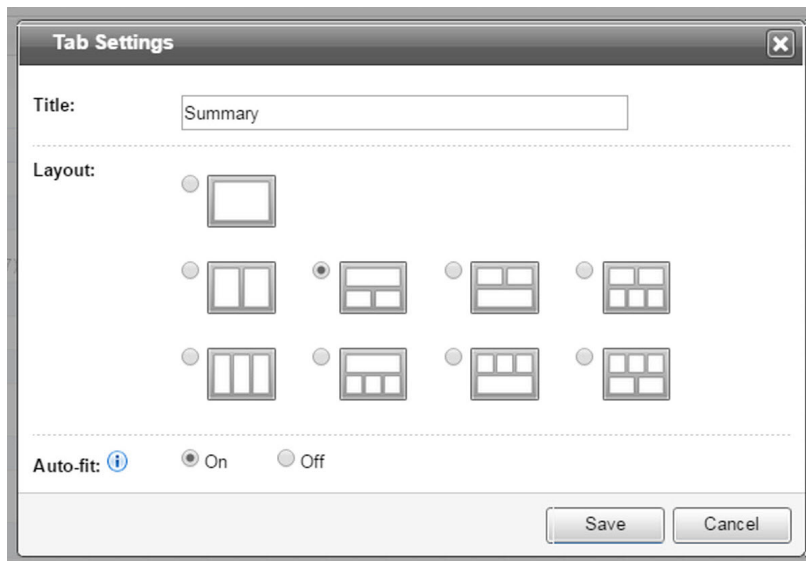 Tab Settings
Title:
Summary
Layout:
Auto-fit:
On
Off
Save
Cancel